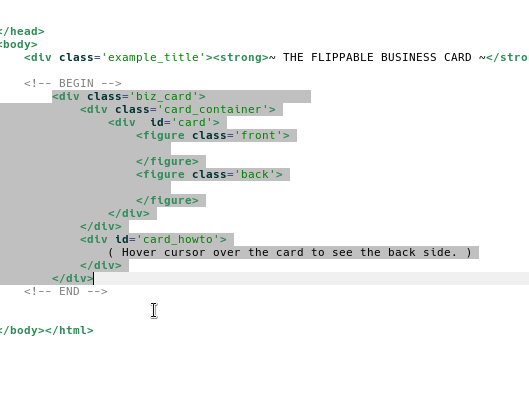 </head>
<body>
<div class='example_title'><strong>~ THE FLIPPABLE BUSINESS CARD ~</stro
<!-- BEGIN -->
<div class='biz_card'>
<div class='card_container'>
<div  id='card'>
<figure class='front'>
</figure>
<figure class='back'>
</figure>
</div>
</div>
<div id='card_howto'>
( Hover cursor over the card to see the back side. )
</div>
</div>
<!-- END -->
</body></html>